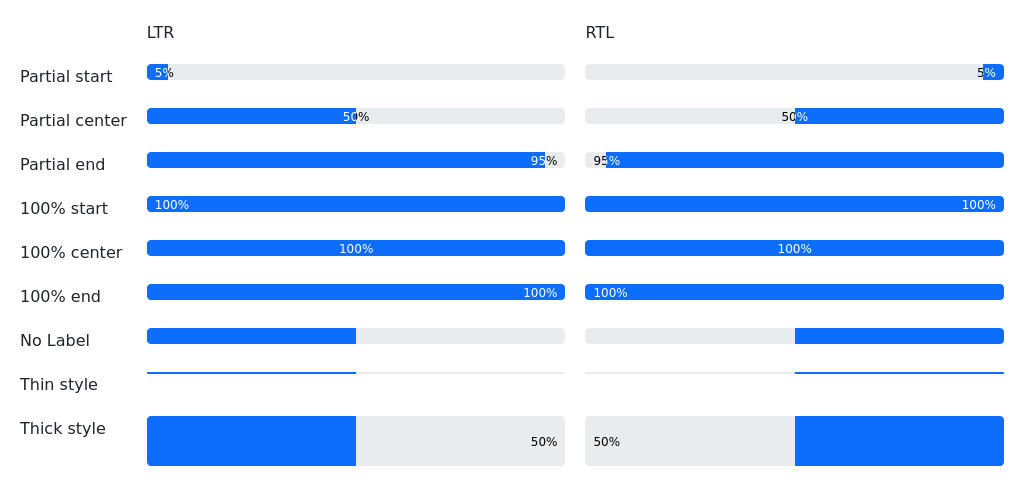 LTR RTL
Partial start 5% 5%
Partial center 50% 50%
Partial end 95% 95%
100% start 100% 100%
100% center 100% 100%
100% end 100% 100%
No Label
Thin style
Thick style 50% 50%